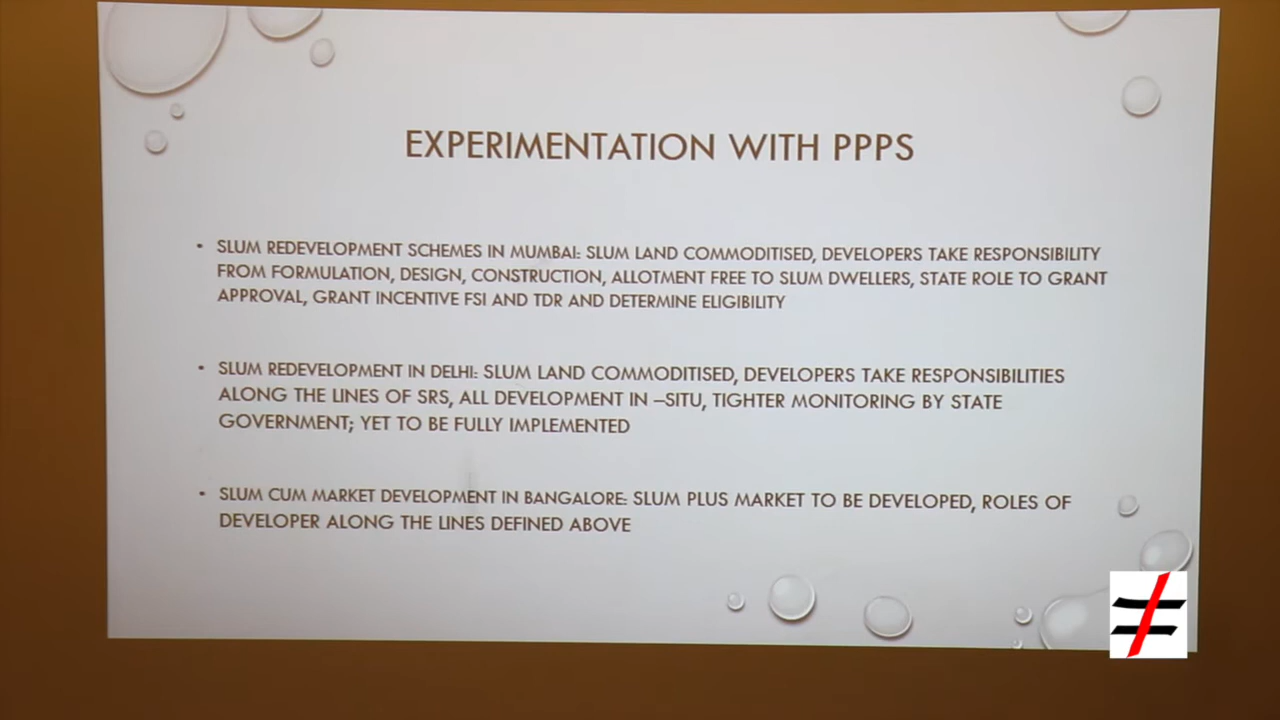 EXPERIMENTATION WITH PPPS
• SLUM REDEVELOPMENT SCHEMES IN MUMBAI: SLUM LAND COMMODITISED, DEVELOPERS TAKE RESPONSIBILITY
FROM FORMULATION, DESIGN, CONSTRUCTION, ALLOTMENT FREE TO SLUM DWELLERS, STATE ROLE TO GRANT
APPROVAL, GRANT INCENTIVE FSI AND TDR AND DETERMINE ELIGIBILITY
• SLUM REDEVELOPMENT IN DELHI: SLUM LAND COMMODITISED, DEVELOPERS TAKE RESPONSIBILITIES
ALONG THE LINES OF SRS, ALL DEVELOPMENT IN –SITU, TIGHTER MONITORING BY STATE
GOVERNMENT; YET TO BE FULLY IMPLEMENTED
• SLUM CUM MARKET DEVELOPMENT IN BANGALORE: SLUM PLUS MARKET TO BE DEVELOPED, ROLES OF
DEVELOPER ALONG THE LINES DEFINED ABOVE